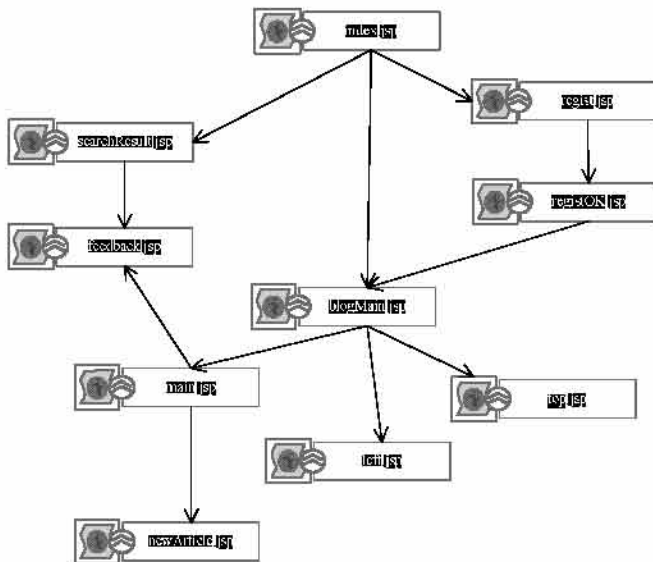 index.jsp
regist.jsp
searchResult.jsp
registOK.jsp
feedback.jsp
blogMain.jsp
main.jsp
top.jsp
left.jsp
newArticle.jsp